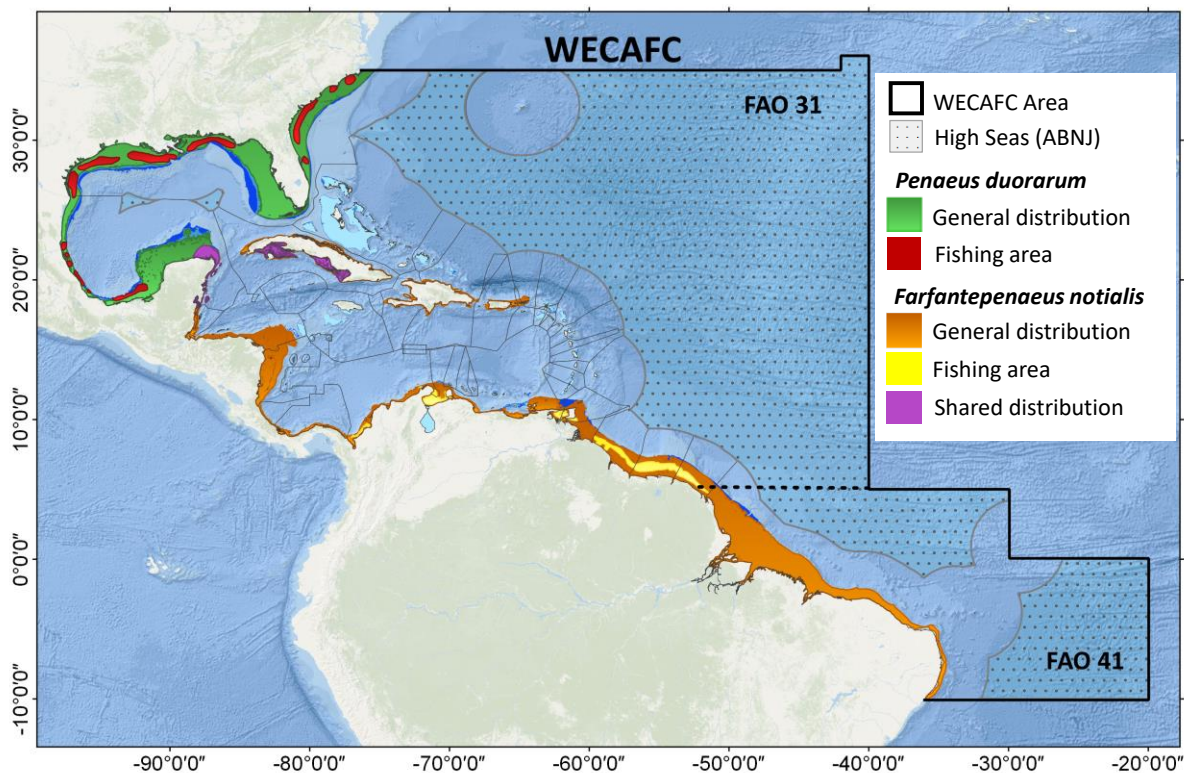 WECAFC
FAO 31
WECAFC Area
High Seas (ABNJ)
Penaeus duorarum
General distribution
Fishing area
Farfantepenaeus notialis
General distribution
Fishing area
Shared distribution
FAO 41
30°0'0"
20°0'0"
10°0'0"
0°0'0"
-10°0'0"
-90°0'0" -80°0'0" -70°0'0" -60°0'0" -50°0'0" -40°0'0" -30°0'0" -20°0'0"